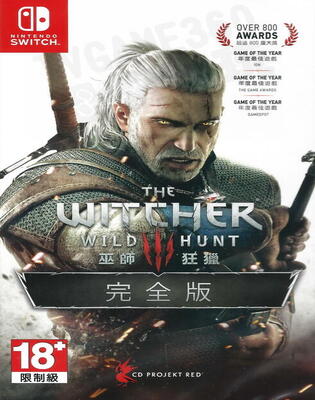 NINTENDO
SWITCH™
OVER 800
AWARDS
超過 800 座大獎
GAME OF THE YEAR
年度最佳遊戲
IGN
GAME OF THE YEAR
年度最佳遊戲
THE GAME AWARDS
GAME OF THE YEAR
年度最佳遊戲
GAMESPOT
THE
WITCHER
WILD HUNT
III
巫師 狂獵
完全版
18+
限制級
CD PROJEKT RED®